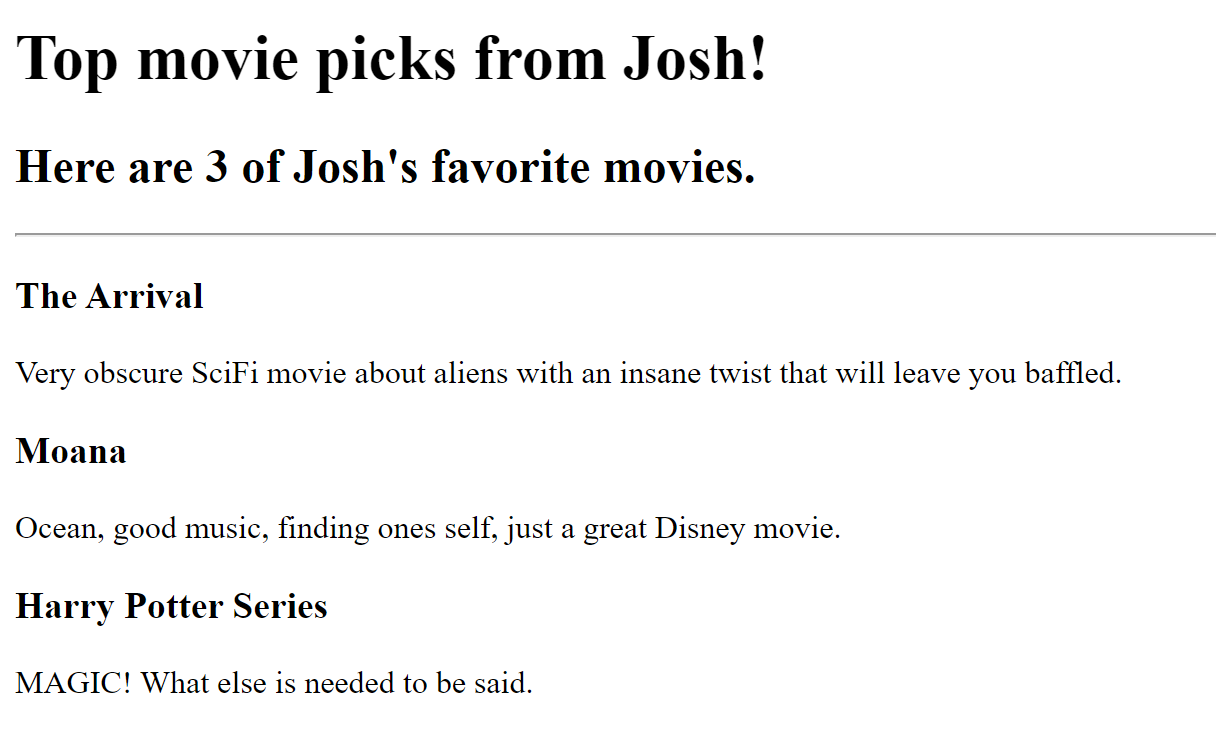 Top movie picks from Josh!
Here are 3 of Josh's favorite movies.
The Arrival
Very obscure SciFi movie about aliens with an insane twist that will leave you baffled.
Moana
Ocean, good music, finding ones self, just a great Disney movie.
Harry Potter Series
MAGIC! What else is needed to be said.